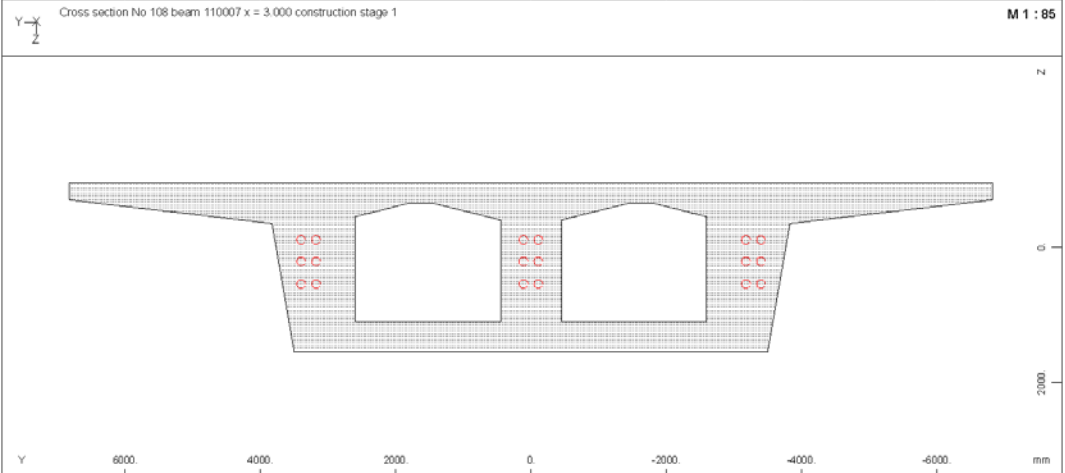 Cross section No 108 beam 110007 x = 3.000 construction stage 1
M 1 : 85
Y X
Z
Z
0.
2000.
Y 6000. 4000. 2000. 0. -2000. -4000. -6000. mm